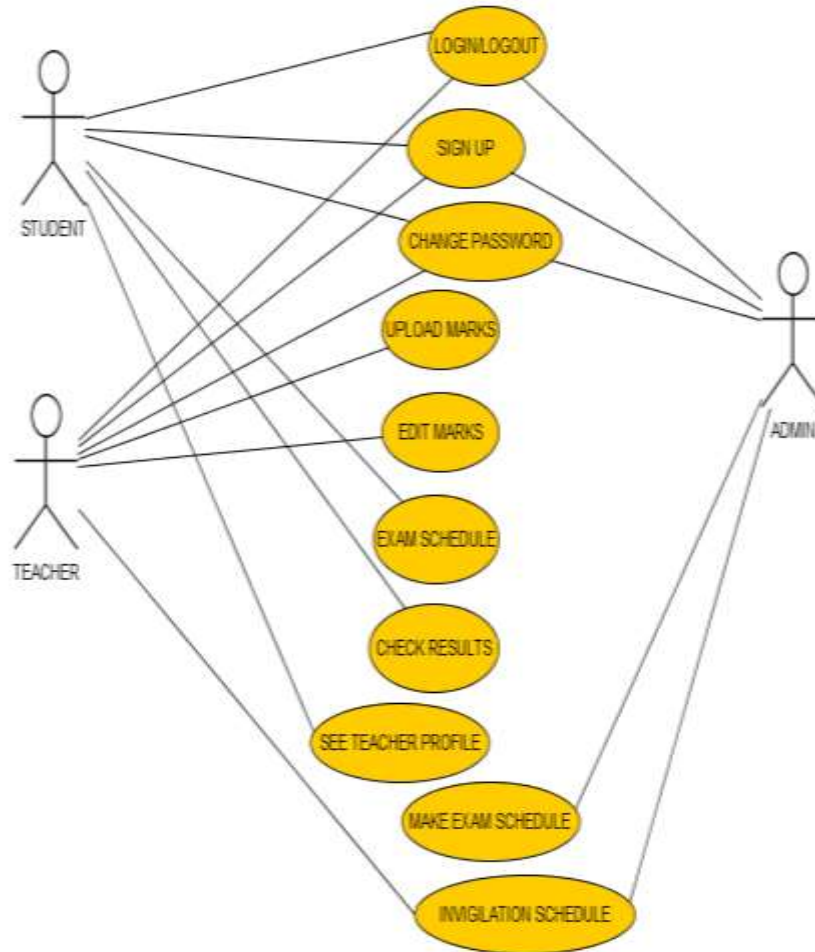 LOGIN/LOGOUT
SIGN UP
STUDENT
CHANGE PASSWORD
UPLOAD MARKS
EDIT MARKS
ADMIN
EXAM SCHEDULE
TEACHER
CHECK RESULTS
SEE TEACHER PROFILE
MAKE EXAM SCHEDULE
INVIGILATION SCHEDULE